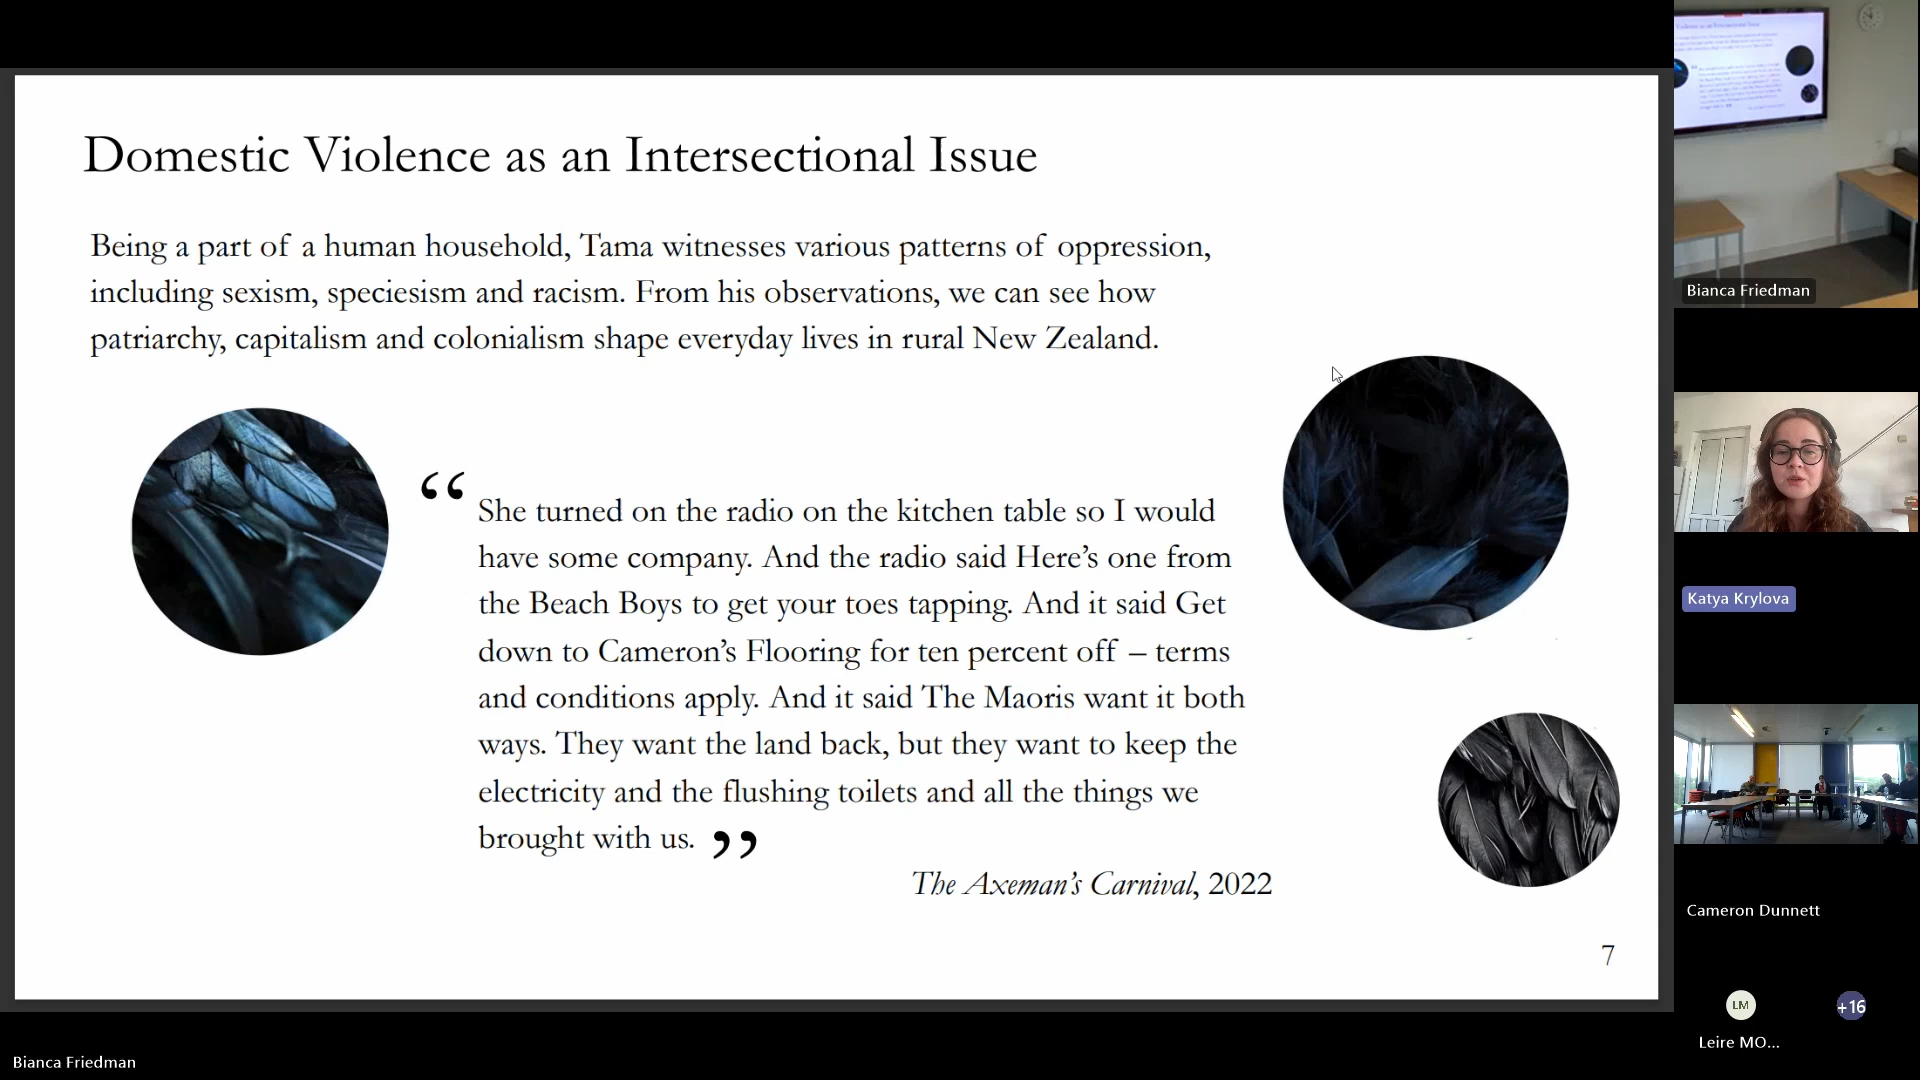 Domestic Violence as an Intersectional Issue
Being a part of a human household, Tama witnesses various patterns of oppression,
including sexism, speciesism and racism. From his observations, we can see how
patriarchy, capitalism and colonialism shape everyday lives in rural New Zealand.
“ She turned on the radio on the kitchen table so I would
have some company. And the radio said Here’s one from
the Beach Boys to get your toes tapping. And it said Get
down to Cameron’s Flooring for ten percent off – terms
and conditions apply. And it said The Maoris want it both
ways. They want the land back, but they want to keep the
electricity and the flushing toilets and all the things we
brought with us. ”
The Axeman’s Carnival, 2022
7
Bianca Friedman
Bianca Friedman
Katya Krylova
Cameron Dunnett
LM
+16
Leire MO...